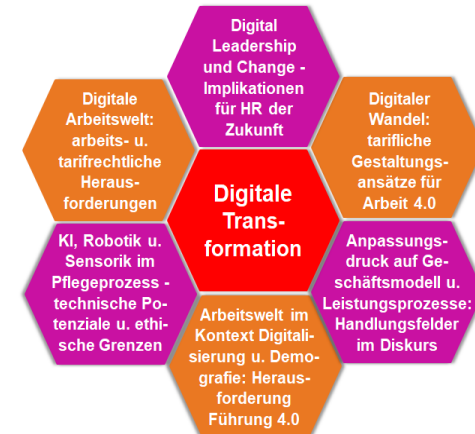 Digital
Leadership
und Change -
Implikationen
für HR der
Zukunft
Digitale
Arbeitswelt:
arbeits- u.
tarifrechtliche
Heraus-
forderungen
Digitaler
Wandel:
tarifliche
Gestaltungs-
ansätze für
Arbeit 4.0
Digitale
Trans-
formation
KI, Robotik u.
Sensorik im
Pflegeprozess -
technische Po-
tenziale u. ethi-
sche Grenzen
Anpassungs-
druck auf Ge-
schäftsmodell u.
Leistungsprozesse:
Handlungsfelder
im Diskurs
Arbeitswelt im
Kontext Digitali-
sierung u. Demo-
grafie: Heraus-
forderung
Führung 4.0